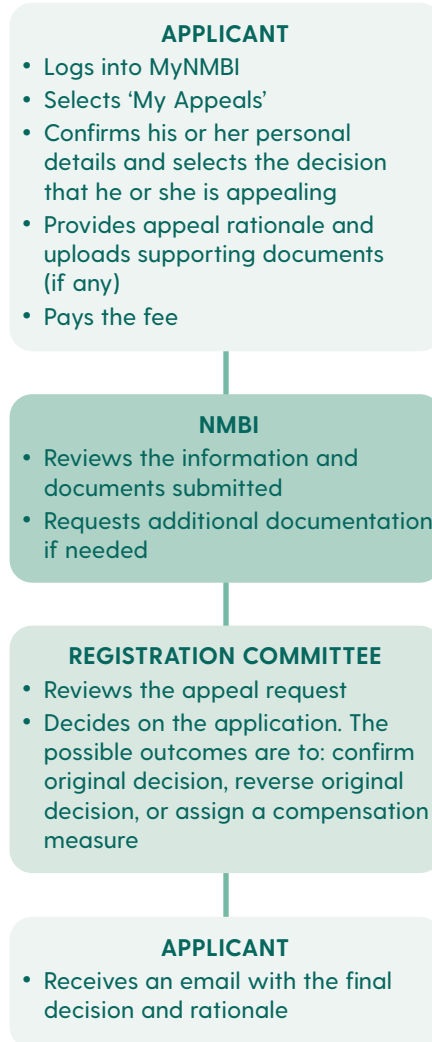 APPLICANT
• Logs into MyNMBI
• Selects ‘My Appeals’
• Confirms his or her personal
details and selects the decision
that he or she is appealing
• Provides appeal rationale and
uploads supporting documents
(if any)
• Pays the fee
NMBI
• Reviews the information and
documents submitted
• Requests additional documentation
if needed
REGISTRATION COMMITTEE
• Reviews the appeal request
• Decides on the application. The
possible outcomes are to: confirm
original decision, reverse original
decision, or assign a compensation
measure
APPLICANT
• Receives an email with the final
decision and rationale